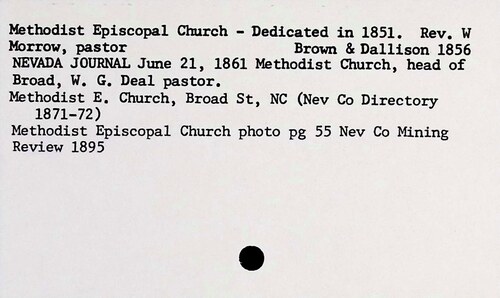 Methodist Episcopal Church - Dedicated in 1851. Rev. W
Morrow, pastor Brown & Dallison 1856
NEVADA JOURNAL June 21, 1861 Methodist Church, head of
Broad, W. G. Deal pastor.
Methodist E. Church, Broad St, NC (Nev Co Directory
1871-72)
Methodist Episcopal Church photo pg 55 Nev Co Mining
Review 1895